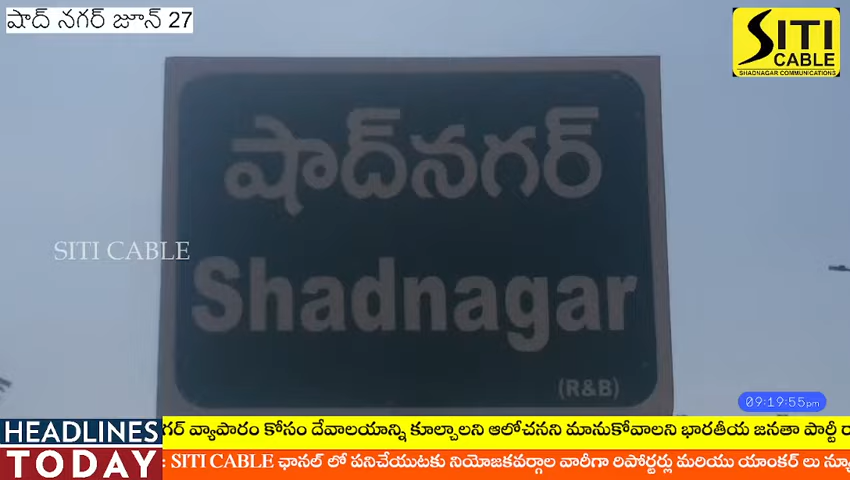 షాద్ నగర్ జూన్ 27
SITI
CABLE
SHADNAGAR COMMUNICATIONS
షాద్‌నగర్
Shadnagar
SITI CABLE
(R&B)
09:19:55pm
HEADLINES
TODAY
వ్యాపారం కోసం దేవాలయాన్ని కూల్చాలని ఆలోచనని మానుకోవాలని భారతీయ జనతా పార్టీ
: SITI CABLE ఛానల్ లో పనిచేయుటకు నియోజకవర్గాల వారీగా రిపోర్టర్లు మరియు యాంకర్ లు